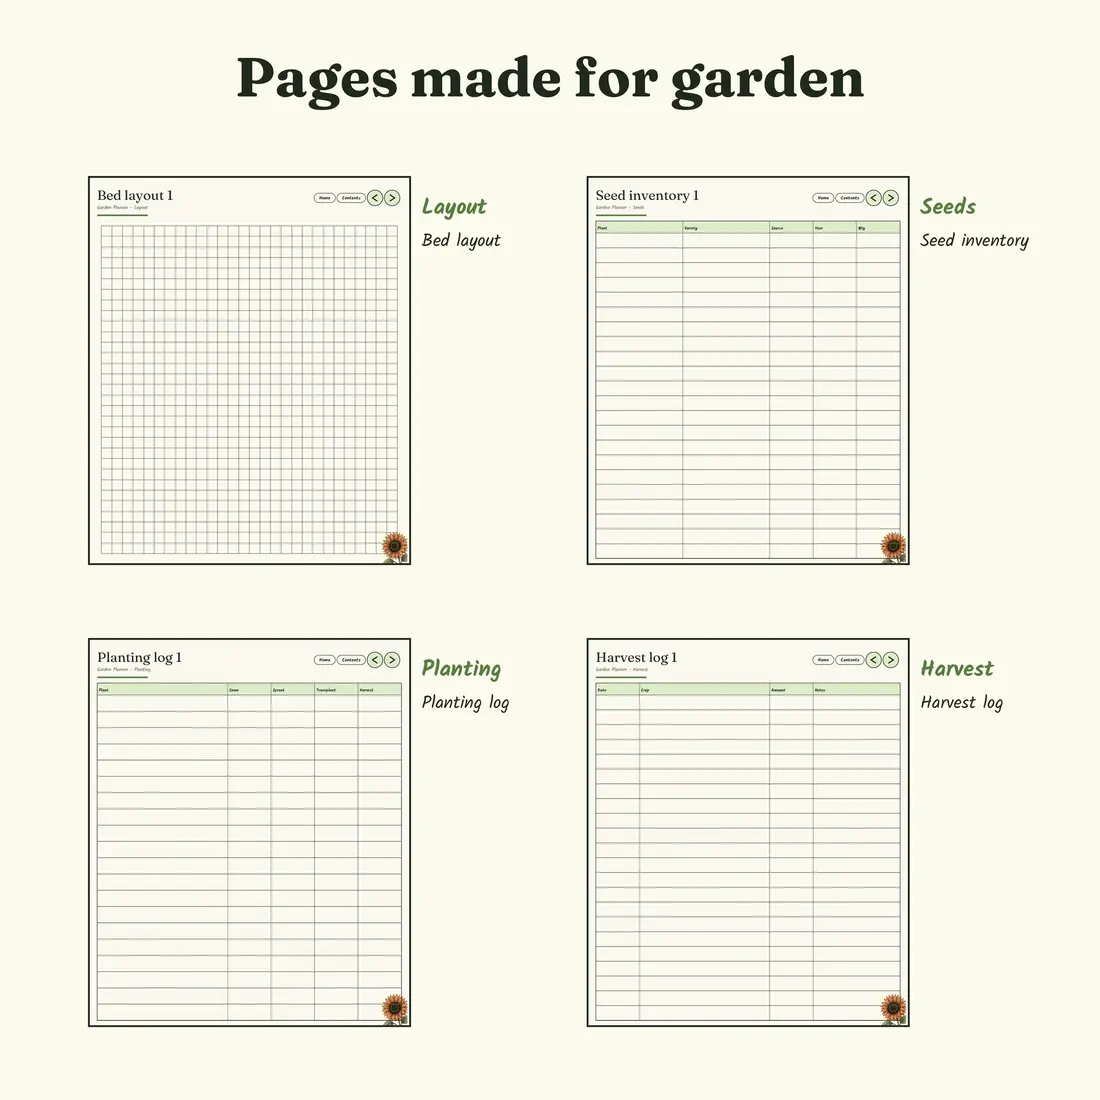 Pages made for garden
Bed layout 1
Garden Planner - Layout
Home
Contents
<
>
Layout
Bed layout
Seed inventory 1
Garden Planner - Seeds
Home
Contents
<
>
Plant
Variety
Source
Year
Qty
Seeds
Seed inventory
Planting log 1
Garden Planner - Planting
Home
Contents
<
>
Plant
Sown
Sprout
Transplant
Harvest
Planting
Planting log
Harvest log 1
Garden Planner - Harvest
Home
Contents
<
>
Date
Crop
Amount
Notes
Harvest
Harvest log